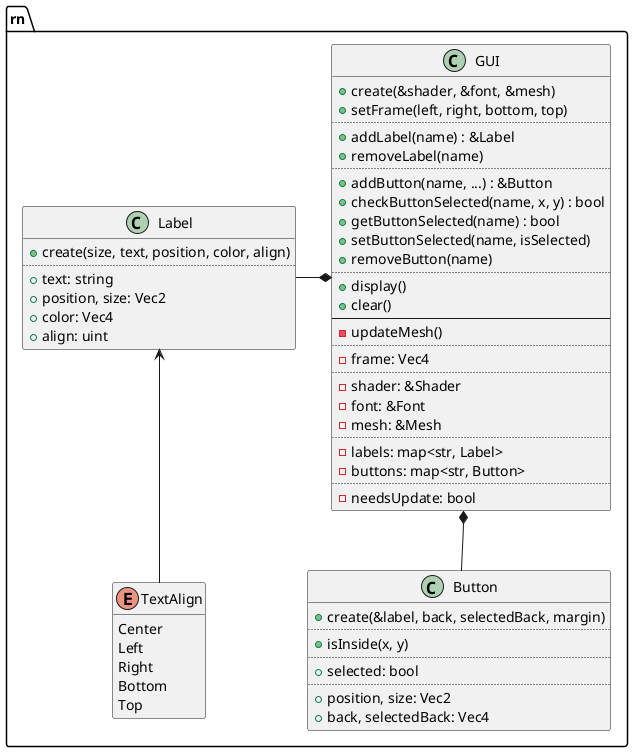 rn
C GUI
create(&shader, &font, &mesh)
setFrame(left, right, bottom, top)
addLabel(name) : &Label
removeLabel(name)
addButton(name, ...) : &Button
checkButtonSelected(name, x, y) : bool
getButtonSelected(name) : bool
setButtonSelected(name, isSelected)
removeButton(name)
display()
clear()
updateMesh()
frame: Vec4
shader: &Shader
font: &Font
mesh: &Mesh
labels: map<str, Label>
buttons: map<str, Button>
needsUpdate: bool
C Label
create(size, text, position, color, align)
text: string
position, size: Vec2
color: Vec4
align: uint
E TextAlign
Center
Left
Right
Bottom
Top
C Button
create(&label, back, selectedBack, margin)
isInside(x, y)
selected: bool
position, size: Vec2
back, selectedBack: Vec4